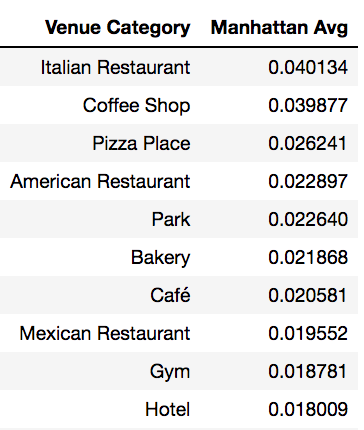 Venue Category Manhattan Avg
Italian Restaurant 0.040134
Coffee Shop 0.039877
Pizza Place 0.026241
American Restaurant 0.022897
Park 0.022640
Bakery 0.021868
Café 0.020581
Mexican Restaurant 0.019552
Gym 0.018781
Hotel 0.018009